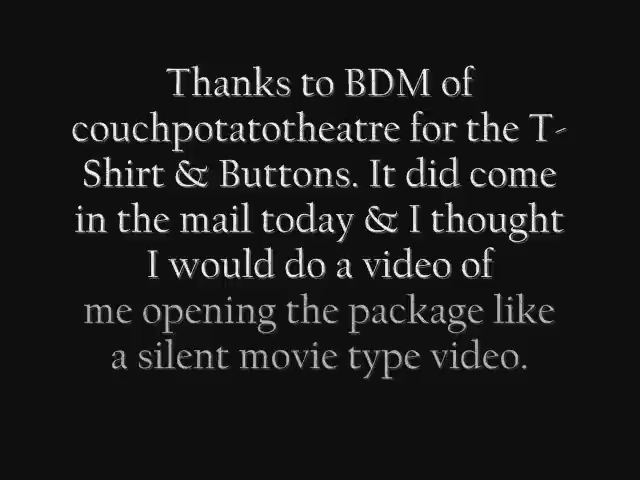 Thanks to BDM of
couchpotatotheatre for the T-
Shirt & Buttons. It did come
in the mail today & I thought
I would do a video of
me opening the package like
a silent movie type video.